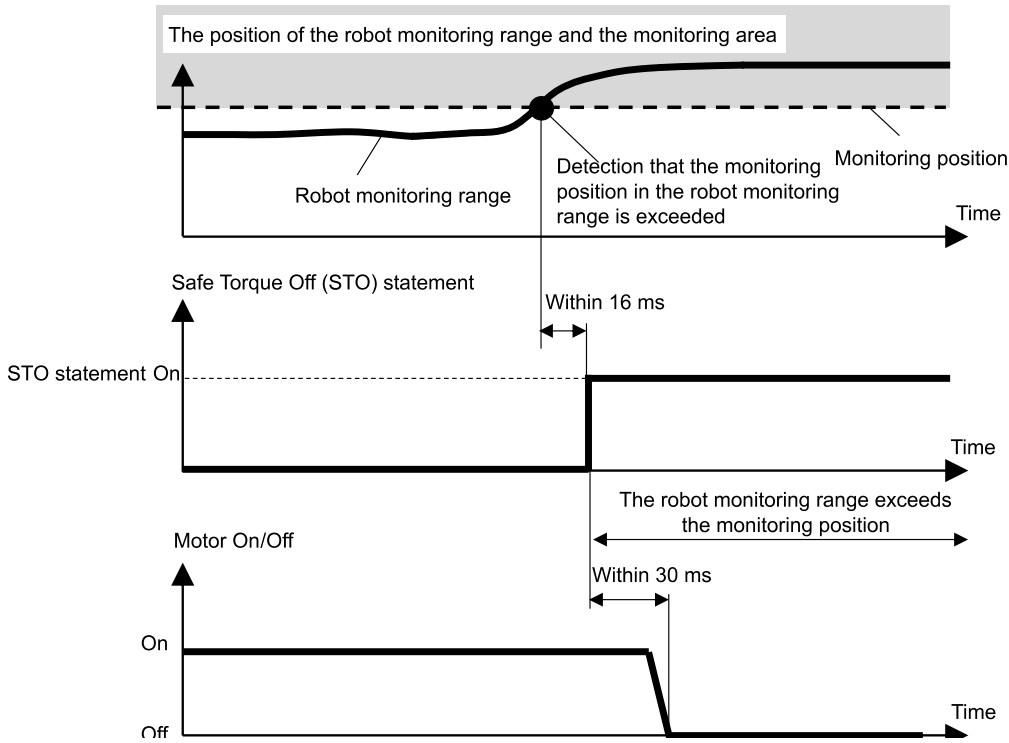 The position of the robot monitoring range and the monitoring area
Monitoring position
Detection that the monitoring
position in the robot monitoring
range is exceeded
Robot monitoring range
Time
Safe Torque Off (STO) statement
Within 16 ms
STO statement On
Time
The robot monitoring range exceeds
the monitoring position
Motor On/Off
Within 30 ms
On
Time
Off